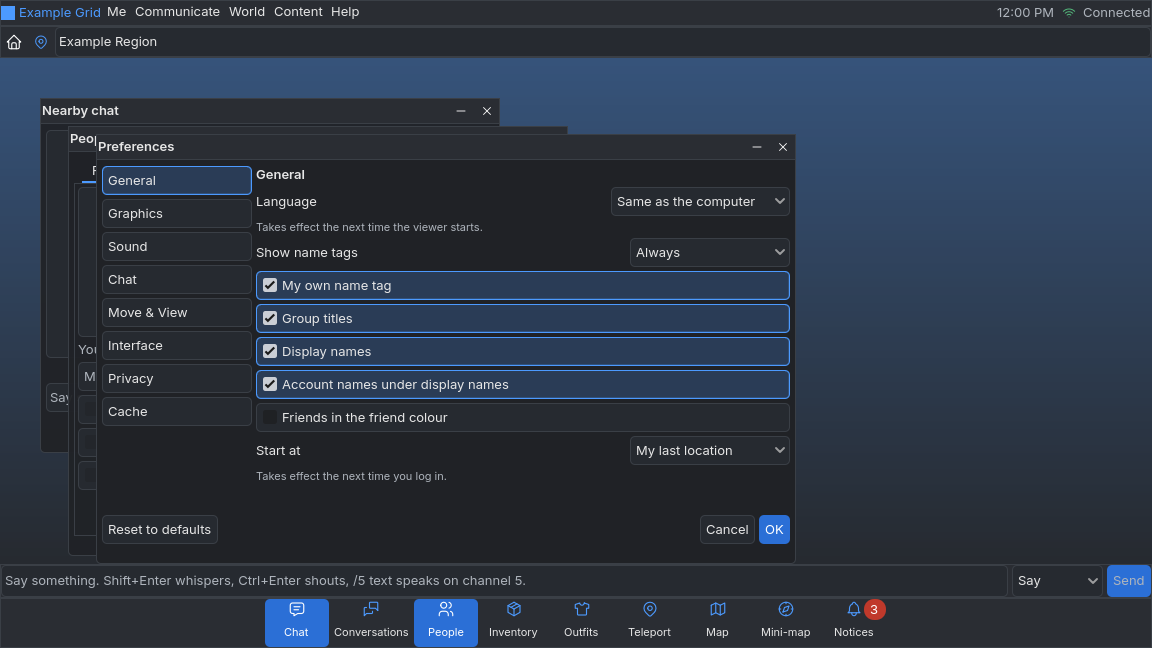 Example Grid Me Communicate World Content Help 12:00 PM Connected
Example Region
Nearby chat
Preferences
General
Graphics
Sound
Chat
Move & View
Interface
Privacy
Cache
General
Language Same as the computer
Takes effect the next time the viewer starts.
Show name tags Always
My own name tag
Group titles
Display names
Account names under display names
Friends in the friend colour
Start at My last location
Takes effect the next time you log in.
Reset to defaults Cancel OK
Say something. Shift+Enter whispers, Ctrl+Enter shouts, /5 text speaks on channel 5. Say Send
Chat Conversations People Inventory Outfits Teleport Map Mini-map Notices 3